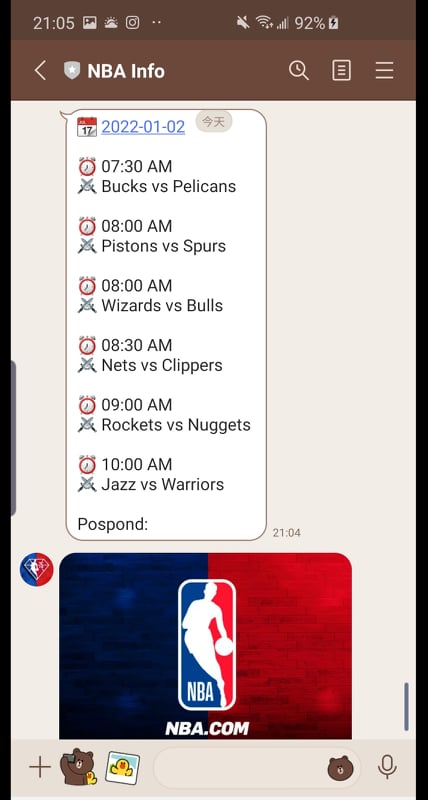 21:05 92%
NBA Info
今天
17 2022-01-02
07:30 AM
Bucks vs Pelicans
08:00 AM
Pistons vs Spurs
08:00 AM
Wizards vs Bulls
08:30 AM
Nets vs Clippers
09:00 AM
Rockets vs Nuggets
10:00 AM
Jazz vs Warriors
Pospond:
21:04
NBA
NBA.COM